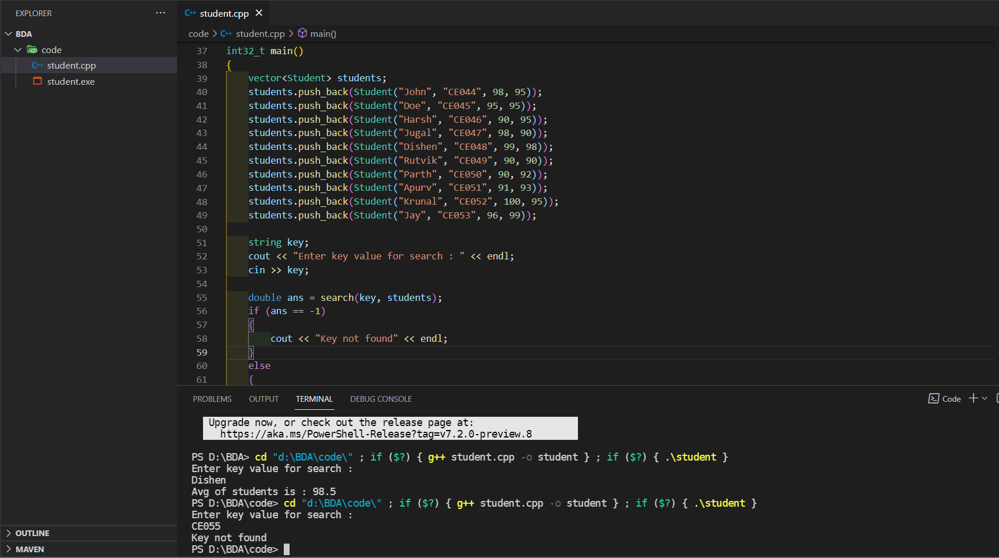 EXPLORER ···
BDA
code
student.cpp
student.exe
OUTLINE
MAVEN
student.cpp
code > student.cpp > main()
37 int32_t main()
38 {
39 vector<Student> students;
40 students.push_back(Student("John", "CE044", 98, 95));
41 students.push_back(Student("Doe", "CE045", 95, 95));
42 students.push_back(Student("Harsh", "CE046", 90, 95));
43 students.push_back(Student("Jugal", "CE047", 98, 90));
44 students.push_back(Student("Dishen", "CE048", 99, 98));
45 students.push_back(Student("Rutvik", "CE049", 90, 90));
46 students.push_back(Student("Parth", "CE050", 90, 92));
47 students.push_back(Student("Apurv", "CE051", 91, 93));
48 students.push_back(Student("Krunal", "CE052", 100, 95));
49 students.push_back(Student("Jay", "CE053", 96, 99));
50
51 string key;
52 cout << "Enter key value for search : " << endl;
53 cin >> key;
54
55 double ans = search(key, students);
56 if (ans == -1)
57 {
58 cout << "Key not found" << endl;
59 }
60 else
61 {
PROBLEMS OUTPUT TERMINAL DEBUG CONSOLE Code
Upgrade now, or check out the release page at:
https://aka.ms/PowerShell-Release?tag=v7.2.0-preview.8
PS D:\BDA> cd "d:\BDA\code\" ; if ($?) { g++ student.cpp -o student } ; if ($?) { .\student }
Enter key value for search :
Dishen
Avg of students is : 98.5
PS D:\BDA\code> cd "d:\BDA\code\" ; if ($?) { g++ student.cpp -o student } ; if ($?) { .\student }
Enter key value for search :
CE055
Key not found
PS D:\BDA\code>